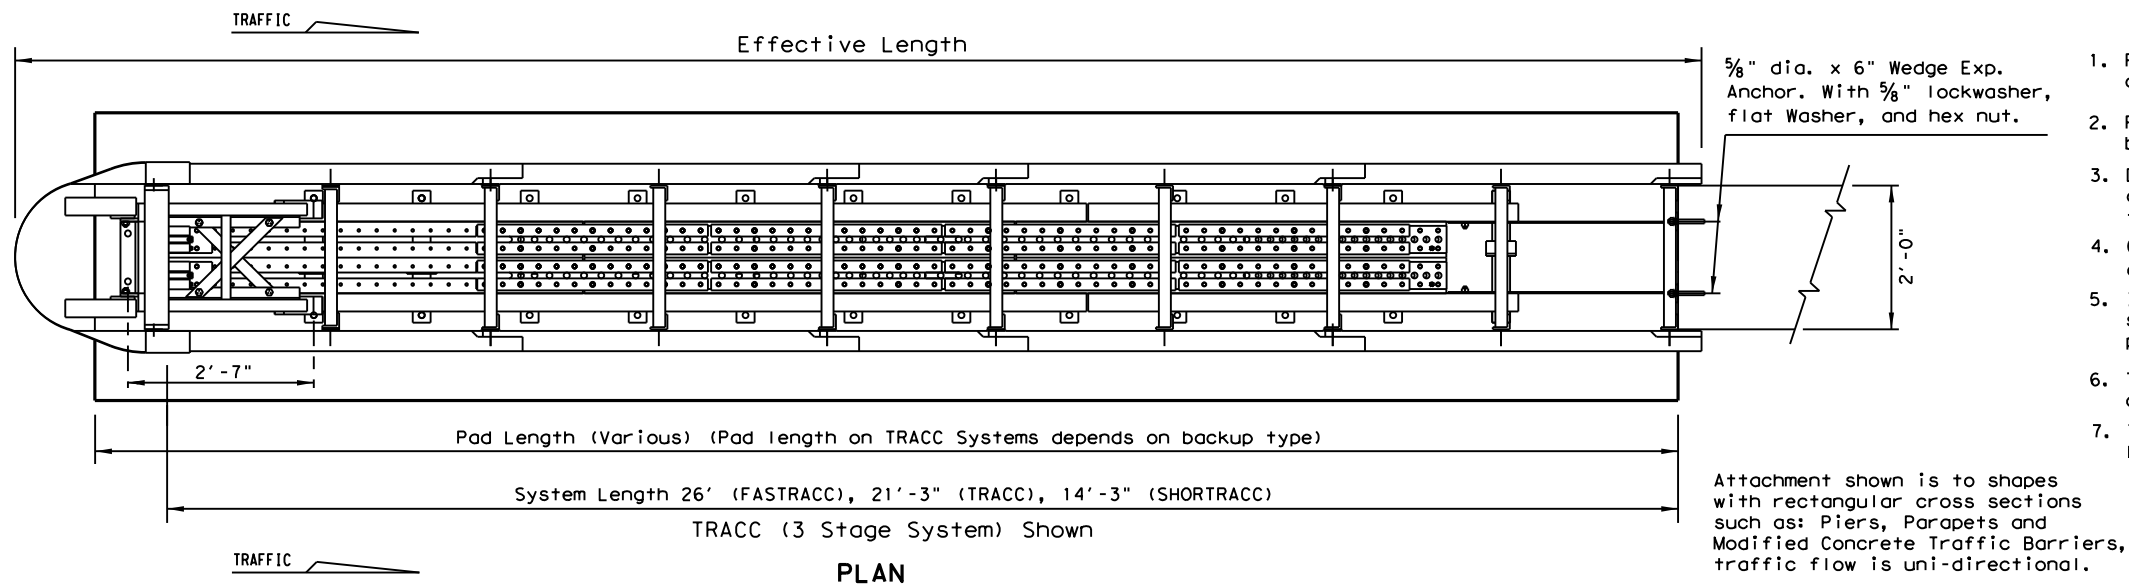 TRAFFIC
Effective Length
⅝" dia. x 6" Wedge Exp.
Anchor. With ⅝" lockwasher,
flat Washer, and hex nut.
1.
2.
3.
4.
5.
6.
7.
2'-0"
2'-7"
Pad Length (Various) (Pad length on TRACC Systems depends on backup type)
System Length 26' (FASTRACC), 21'-3" (TRACC), 14'-3" (SHORTRACC)
TRACC (3 Stage System) Shown
Attachment shown is to shapes
with rectangular cross sections
such as: Piers, Parapets and
Modified Concrete Traffic Barriers,
traffic flow is uni-directional.
TRAFFIC
PLAN